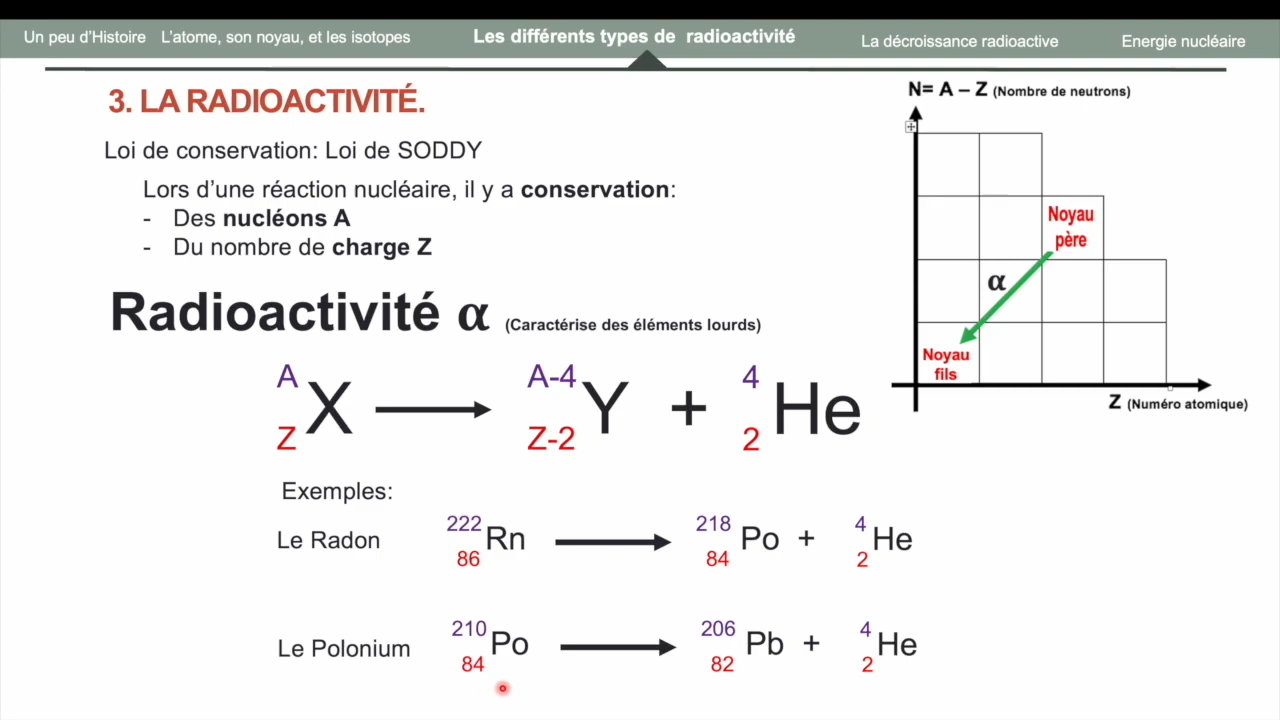 Un peu d'Histoire L'atome, son noyau, et les isotopes Les différents types de radioactivité La décroissance radioactive Energie nucléaire
3. LA RADIOACTIVITÉ.
Loi de conservation: Loi de SODDY
Lors d'une réaction nucléaire, il y a conservation:
- Des nucléons A
- Du nombre de charge Z
Radioactivité α (Caractérise des éléments lourds)
A A-4 4
X Y + He
Z Z-2 2
Exemples:
222 218 4
Le Radon Rn Po + He
86 84 2
210 206 4
Le Polonium Po Pb + He
84 82 2
N= A – Z (Nombre de neutrons)
Noyau
père
α
Noyau
fils
Z (Numéro atomique)